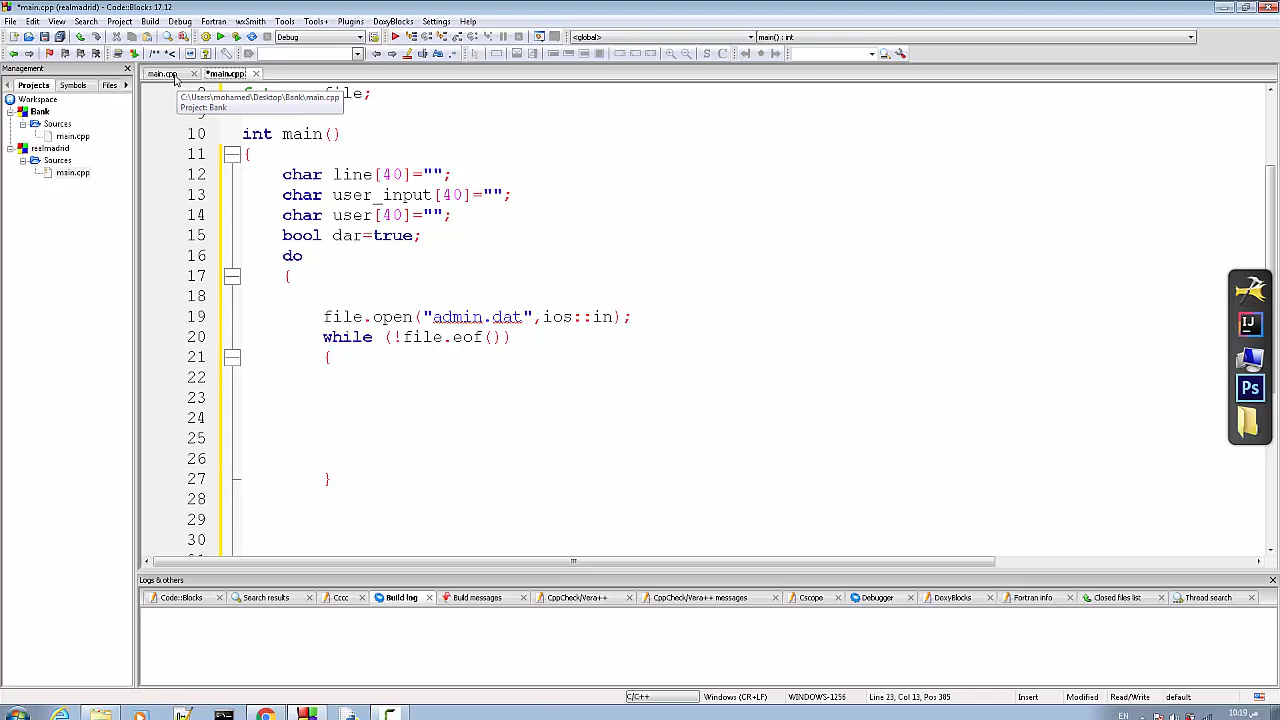 *main.cpp (realmadrid) - Code::Blocks 17.12
File Edit View Search Project Build Debug Fortran wxSmith Tools Tools+ Plugins DoxyBlocks Settings Help
Debug <global> main() : int
/** *<
Management
main.cpp *main.cpp
Projects Symbols Files
C:\Users\mohamed\Desktop\Bank\main.cpp
Project: Bank
Workspace
Bank
Sources
main.cpp
realmadrid
Sources
main.cpp
file;
10 int main()
11 {
12 char line[40]="";
13 char user_input[40]="";
14 char user[40]="";
15 bool dar=true;
16 do
17 {
18
19 file.open("admin.dat",ios::in);
20 while (!file.eof())
21 {
22
23
24
25
26
27 }
28
29
30
Logs & others
Code::Blocks Search results Cccc Build log Build messages CppCheck/Vera++ CppCheck/Vera++ messages Cscope Debugger DoxyBlocks Fortran info Closed files list Thread search
C/C++ Windows (CR+LF) WINDOWS-1256 Line 23, Col 13, Pos 385 Insert Modified Read/Write default
EN 10:19 ص
IJ
Ps